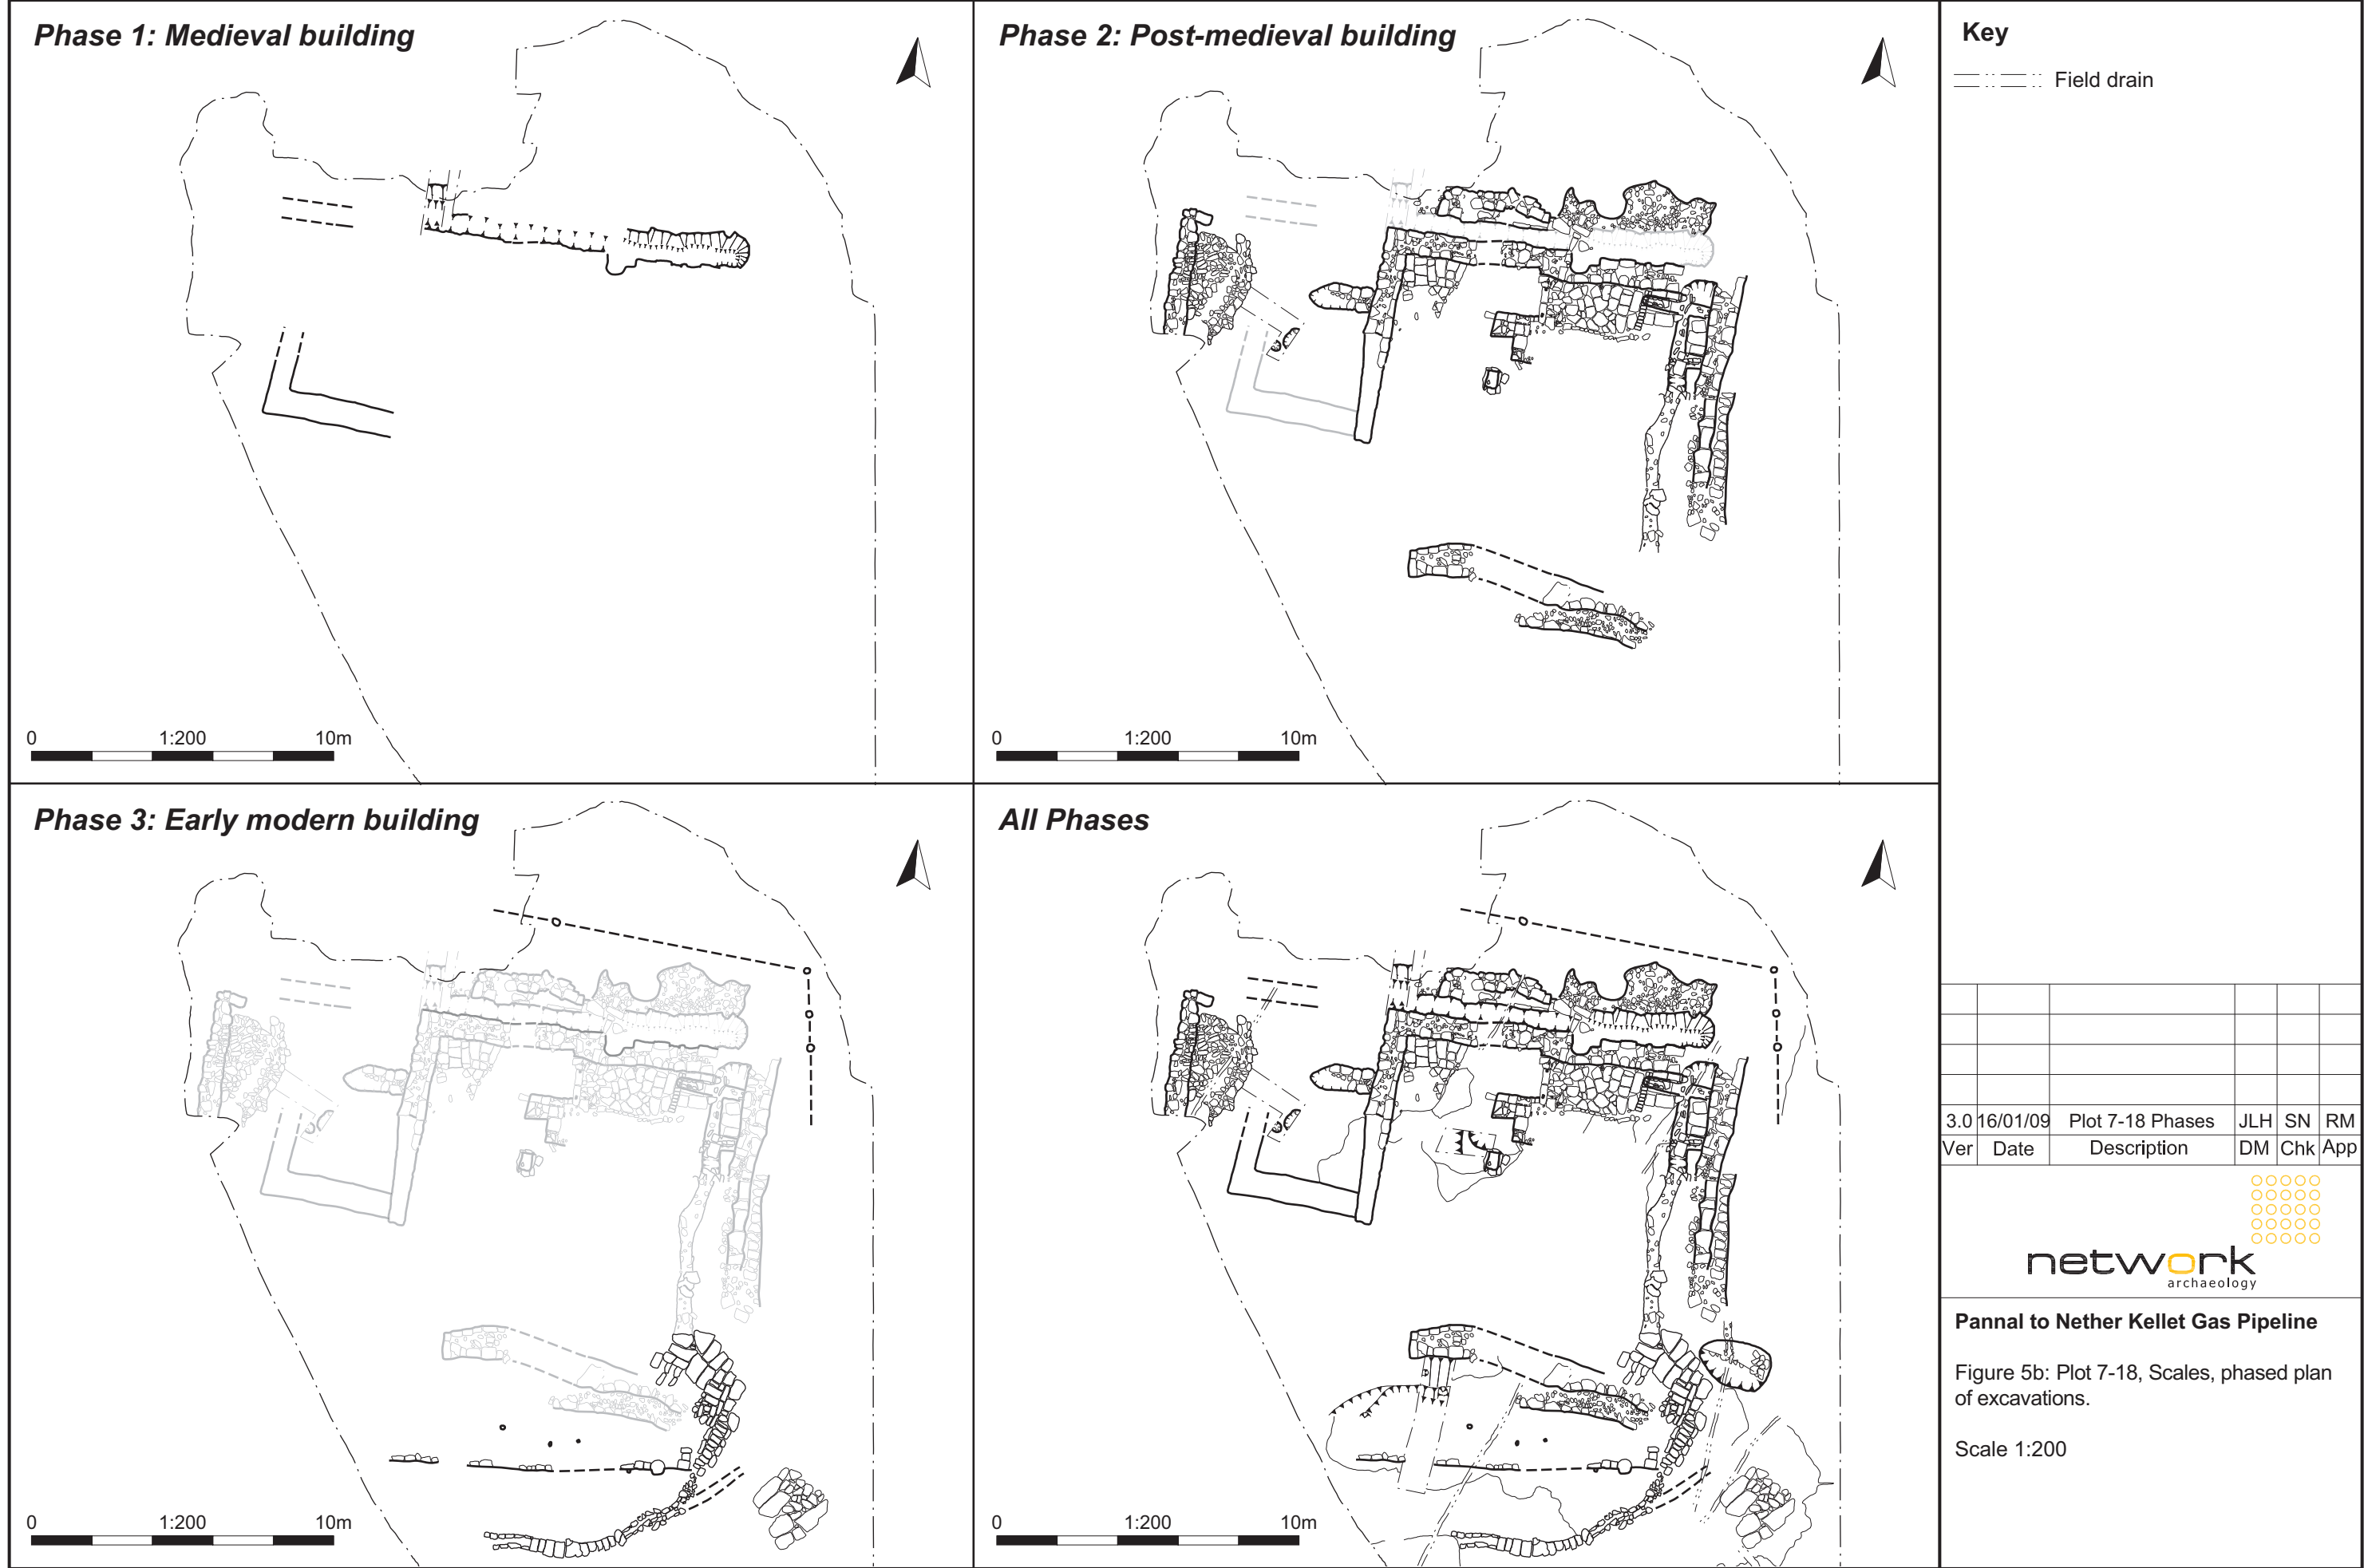 Phase 1: Medieval building
0 1:200 10m
Phase 2: Post-medieval building
0 1:200 10m
Phase 3: Early modern building
0 1:200 10m
All Phases
0 1:200 10m
Key
Field drain
3.0 16/01/09 Plot 7-18 Phases JLH SN RM
Ver Date Description DM Chk App
network
archaeology
Pannal to Nether Kellet Gas Pipeline
Figure 5b: Plot 7-18, Scales, phased plan
of excavations.
Scale 1:200